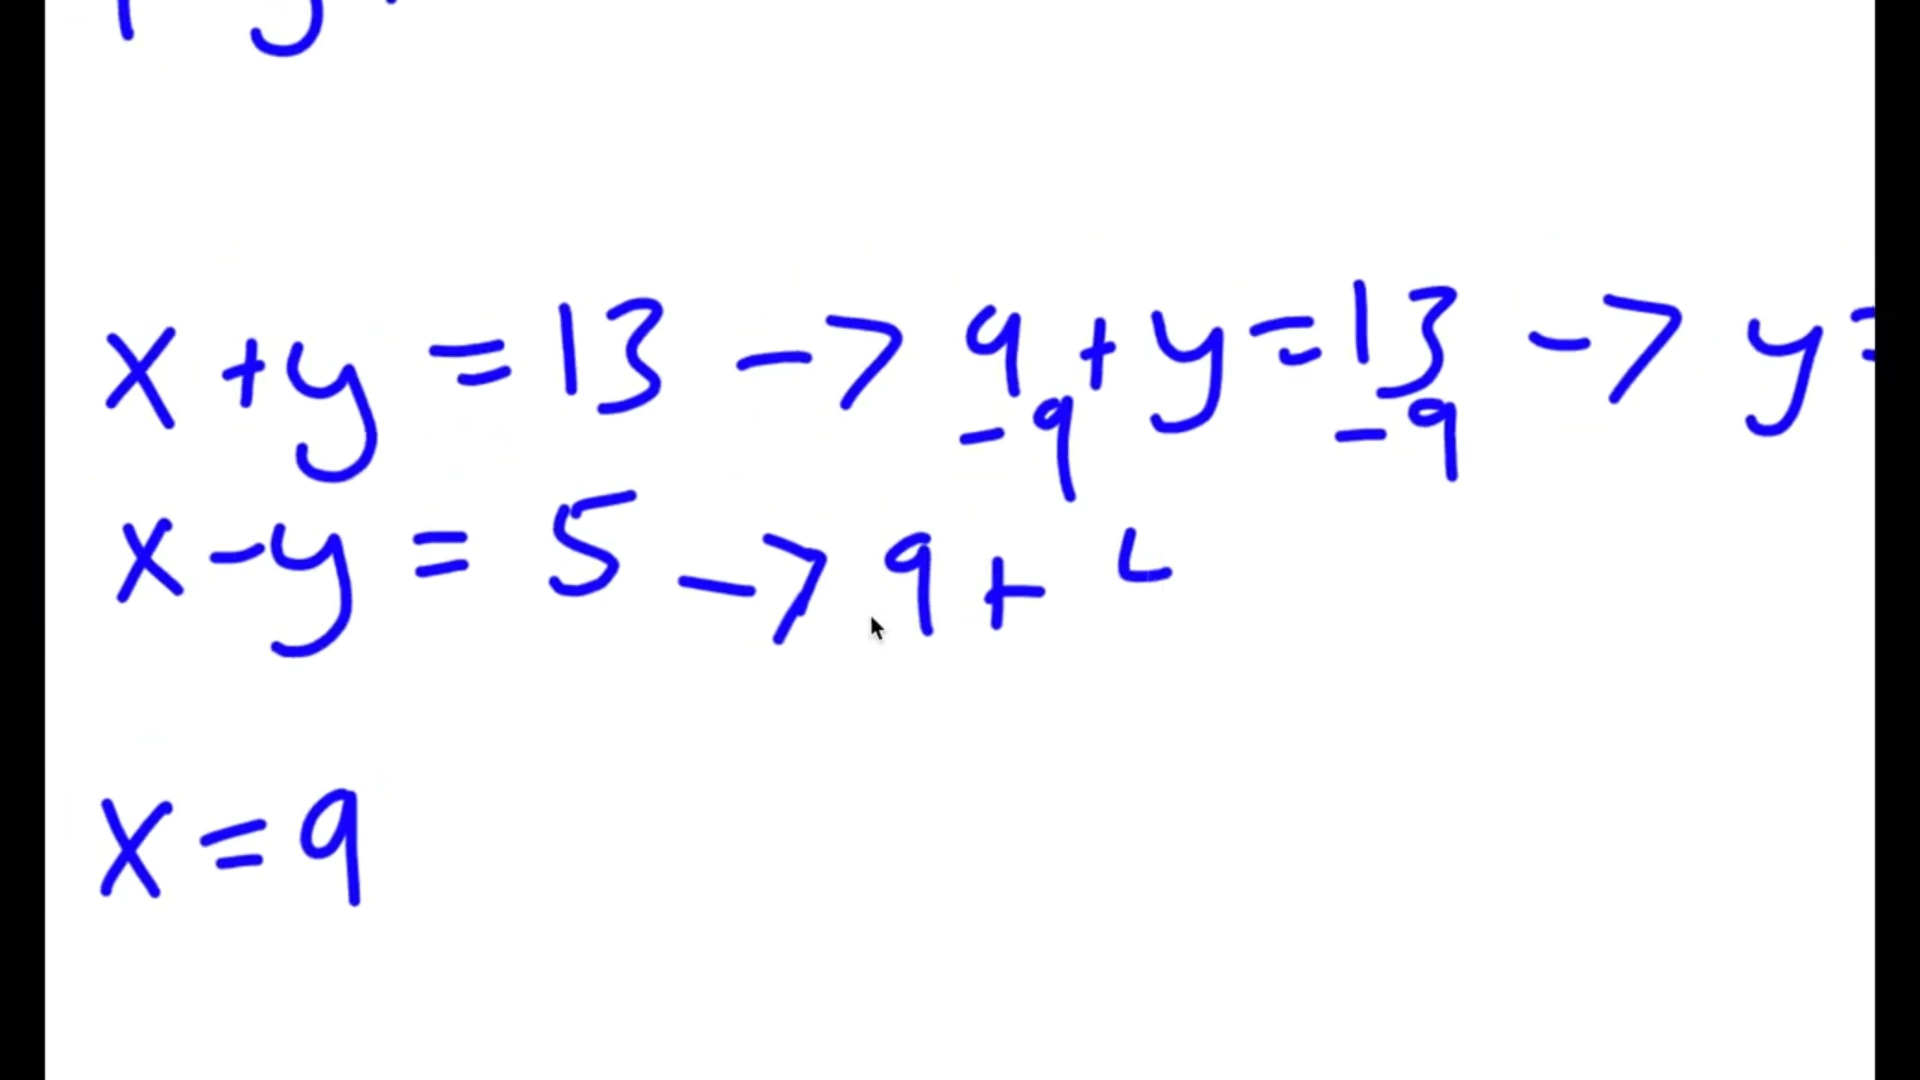 x + y = 13 -> 9 + y = 13 -> y =
-9 -9
x - y = 5 -> 9 +
x = 9